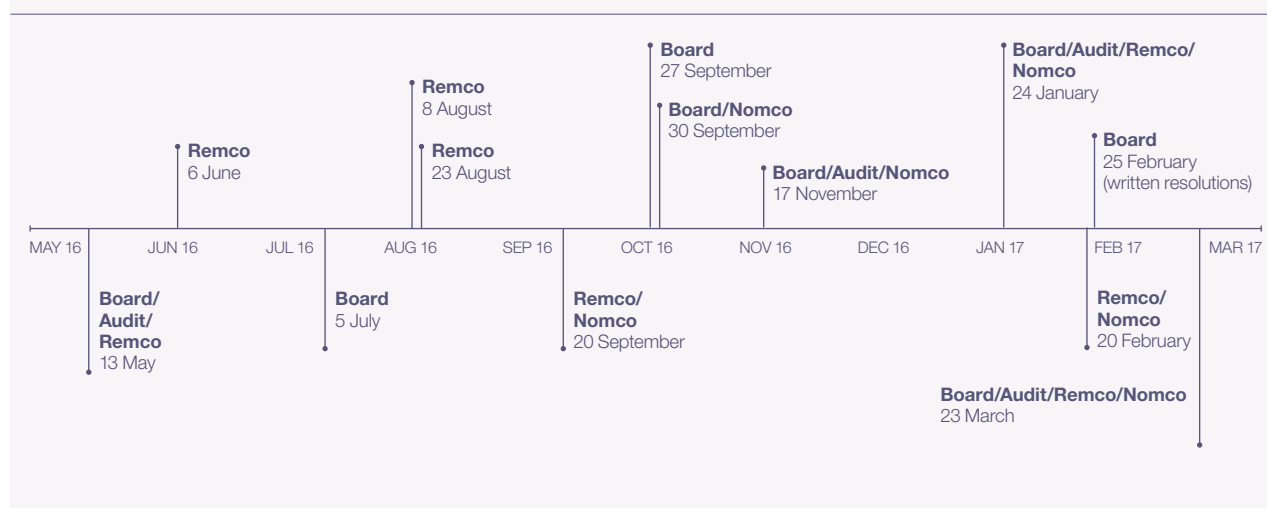 Board
27 September
Board/Audit/Remco/
Nomco
24 January
Remco
8 August
Board/Nomco
30 September
Board
25 February
(written resolutions)
Remco
6 June
Remco
23 August
Board/Audit/Nomco
17 November
MAY 16
JUN 16
JUL 16
AUG 16
SEP 16
OCT 16
NOV 16
DEC 16
JAN 17
FEB 17
MAR 17
Board/
Audit/
Remco
13 May
Board
5 July
Remco/
Nomco
20 September
Remco/
Nomco
20 February
Board/Audit/Remco/Nomco
23 March